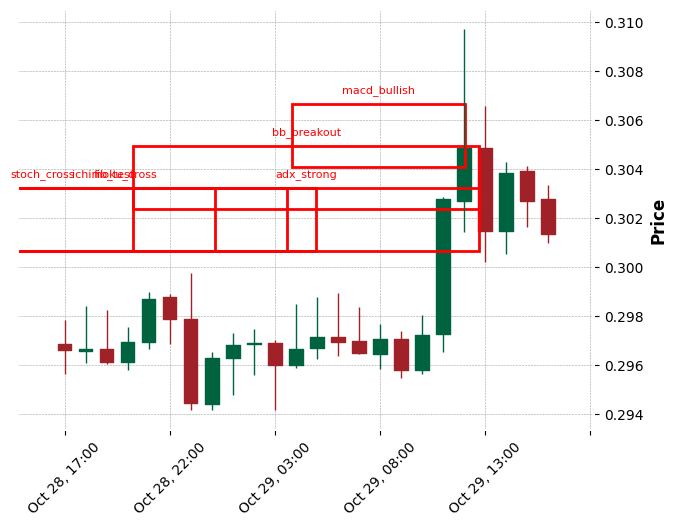 0.310
0.308
macd_bullish
0.306
bb_breakout
0.304
stoch_cross
adx_strong
0.302
Price
0.300
0.298
0.296
0.294
Oct 28, 17:00
Oct 28, 22:00
Oct 29, 03:00
Oct 29, 08:00
Oct 29, 13:00